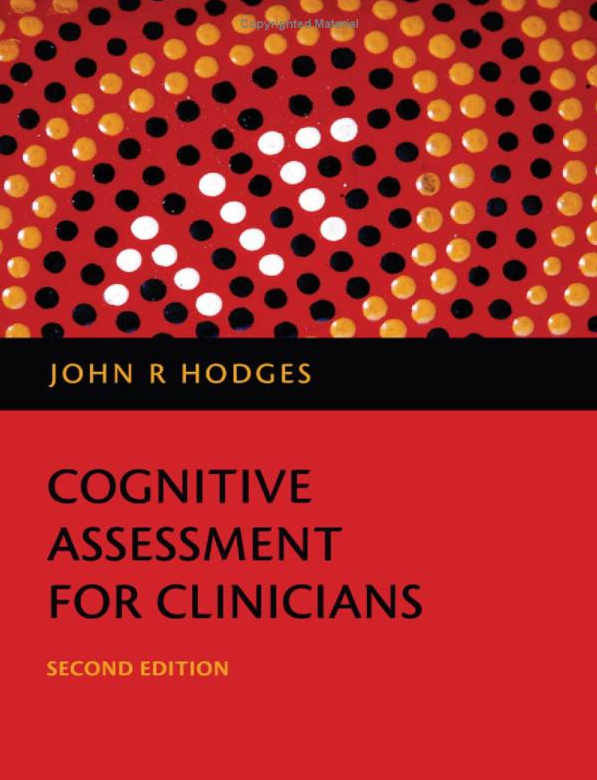 Copyrighted Material
JOHN R HODGES
COGNITIVE
ASSESSMENT
FOR CLINICIANS
SECOND EDITION